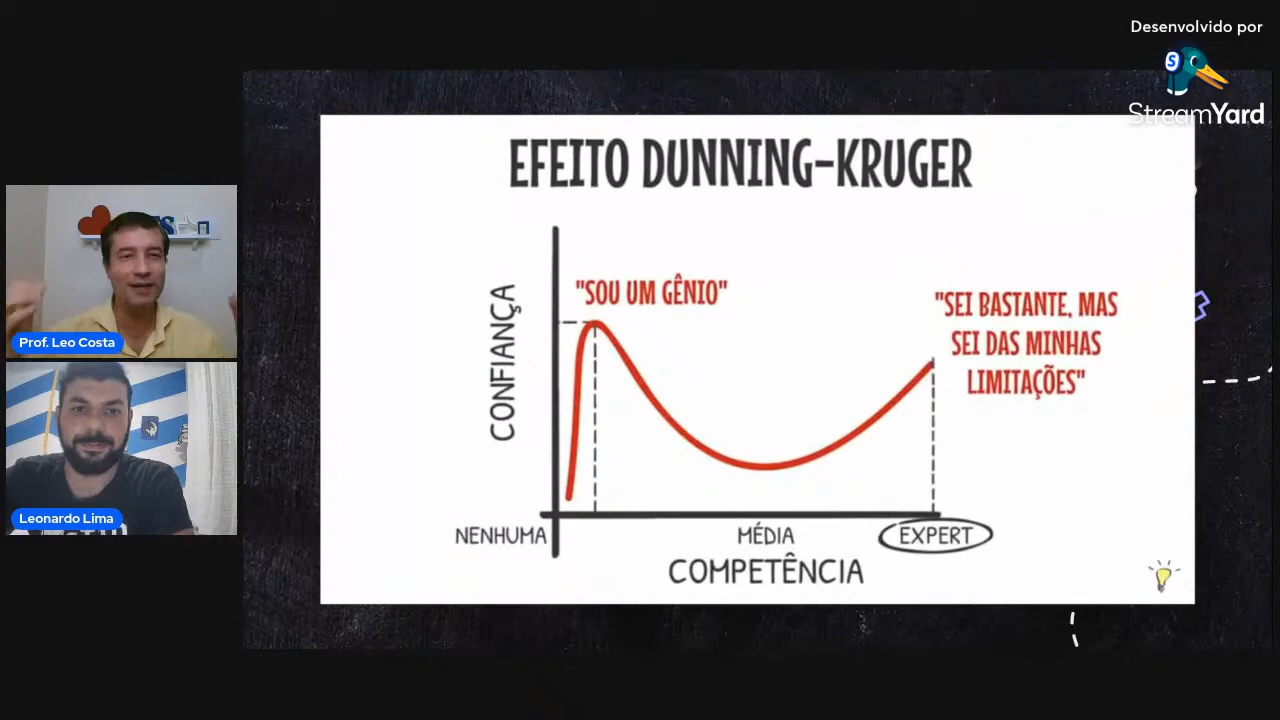 Desenvolvido por
StreamYard
EFEITO DUNNING-KRUGER
"SOU UM GÊNIO"
"SEI BASTANTE, MAS
SEI DAS MINHAS
LIMITAÇÕES"
CONFIANÇA
NENHUMA
MÉDIA
EXPERT
COMPETÊNCIA
Prof. Leo Costa
Leonardo Lima